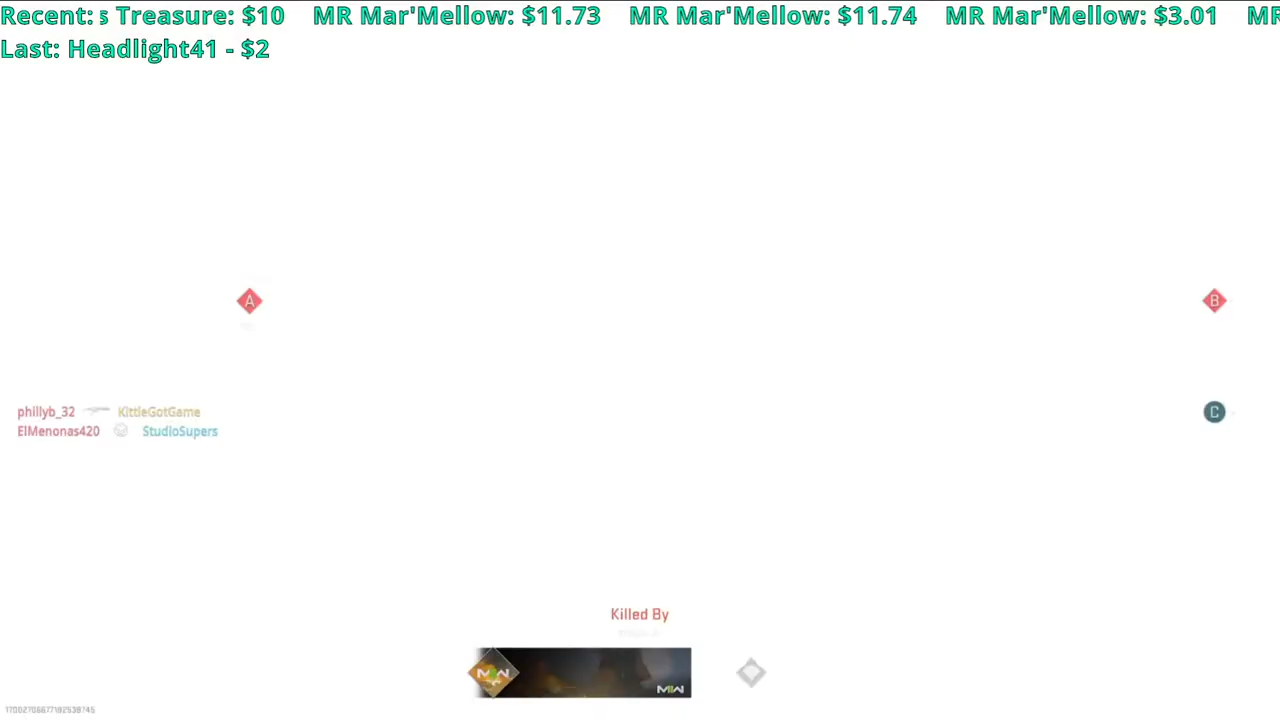 Recent: s Treasure: $10 MR Mar'Mellow: $11.73 MR Mar'Mellow: $11.74 MR Mar'Mellow: $3.01 MR
Last: Headlight41 - $2
A
B
phillyb_32 KittleGotGame
C
ElMenonas420 StudioSupers
Killed By
MW
MW